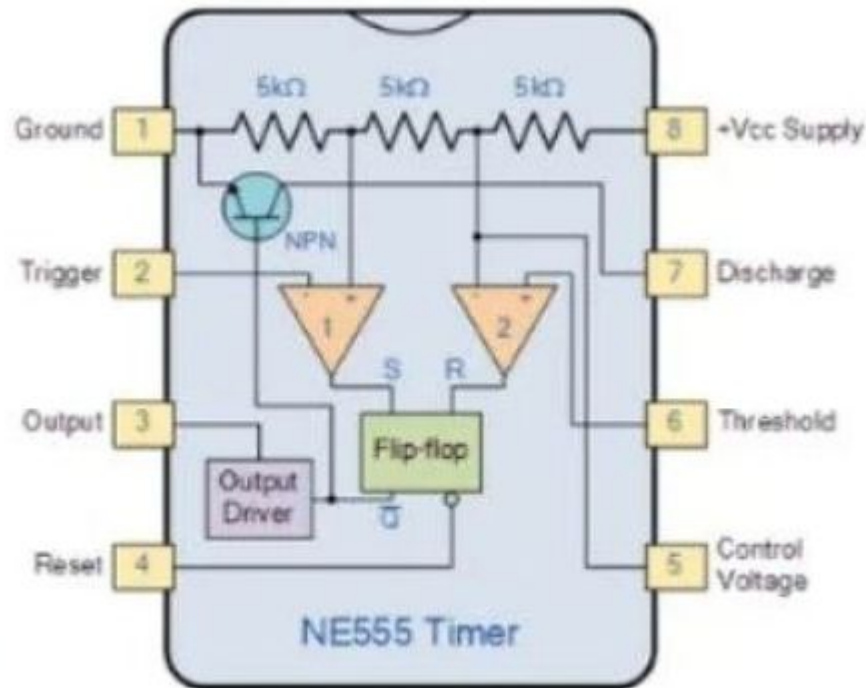 5kΩ 5kΩ 5kΩ
Ground 1
8 +Vcc Supply
NPN
Trigger 2
7 Discharge
- +
- +
1
2
S R
Output 3
6 Threshold
Flip-flop
Output
Driver
Q̅
Reset 4
5 Control
Voltage
NE555 Timer